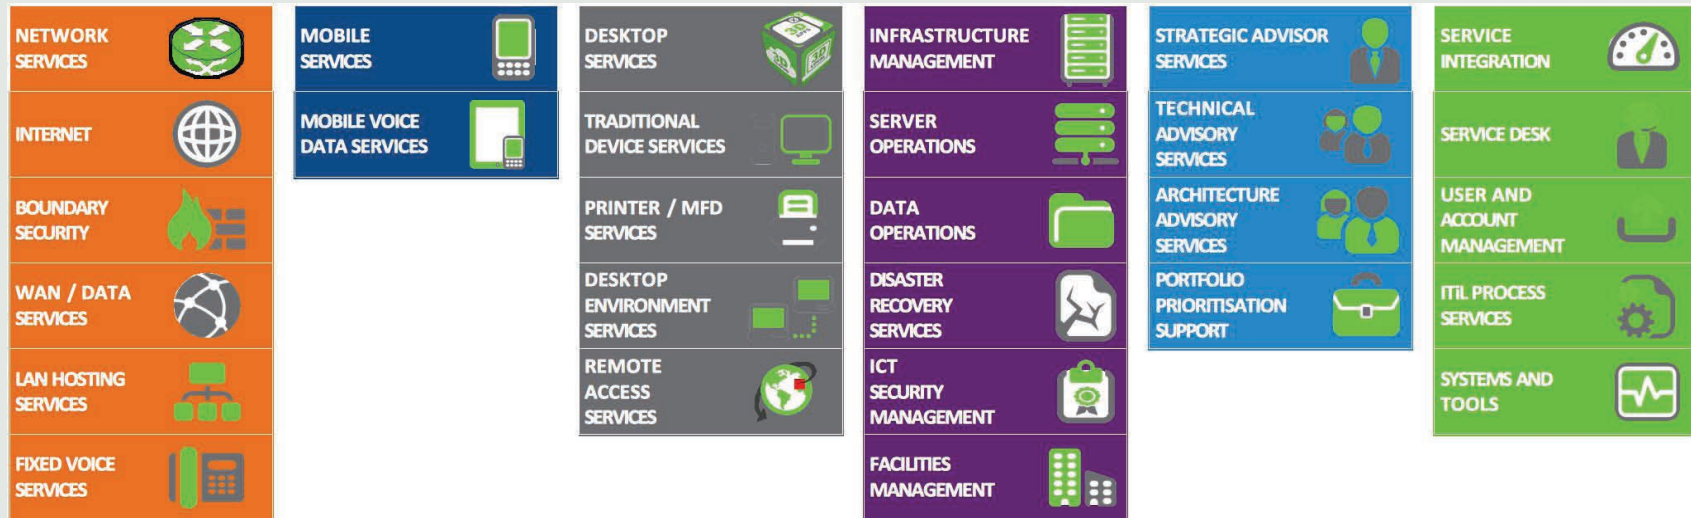 NETWORK
SERVICES
INTERNET
BOUNDARY
SECURITY
WAN / DATA
SERVICES
LAN HOSTING
SERVICES
FIXED VOICE
SERVICES
MOBILE
SERVICES
MOBILE VOICE
DATA SERVICES
DESKTOP
SERVICES
TRADITIONAL
DEVICE SERVICES
PRINTER / MFD
SERVICES
DESKTOP
ENVIRONMENT
SERVICES
REMOTE
ACCESS
SERVICES
INFRASTRUCTURE
MANAGEMENT
SERVER
OPERATIONS
DATA
OPERATIONS
DISASTER
RECOVERY
SERVICES
ICT
SECURITY
MANAGEMENT
FACILITIES
MANAGEMENT
STRATEGIC ADVISOR
SERVICES
TECHNICAL
ADVISORY
SERVICES
ARCHITECTURE
ADVISORY
SERVICES
PORTFOLIO
PRIORITISATION
SUPPORT
SERVICE
INTEGRATION
SERVICE DESK
USER AND
ACCOUNT
MANAGEMENT
ITiL PROCESS
SERVICES
SYSTEMS AND
TOOLS